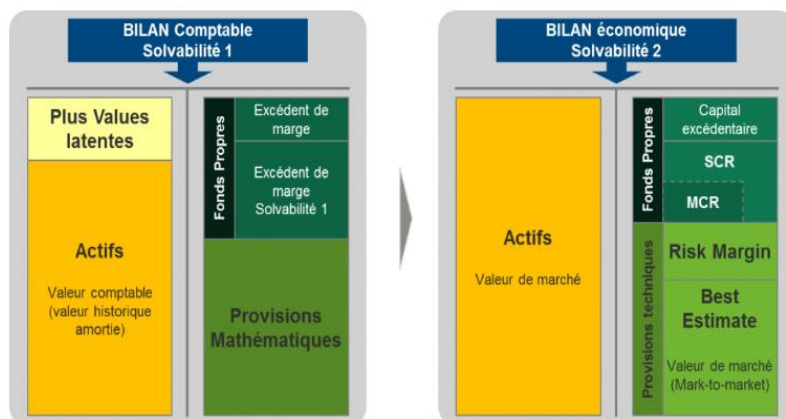 BILAN Comptable
Solvabilité 1
Plus Values
latentes
Actifs
Valeur comptable
(valeur historique
amortie)
Fonds Propres
Excédent de
marge
Excédent de
marge
Solvabilité 1
Provisions
Mathématiques
BILAN économique
Solvabilité 2
Actifs
Valeur de marché
Fonds Propres
Capital
excédentaire
SCR
MCR
Provisions techniques
Risk Margin
Best
Estimate
Valeur de marché
(Mark-to-market)